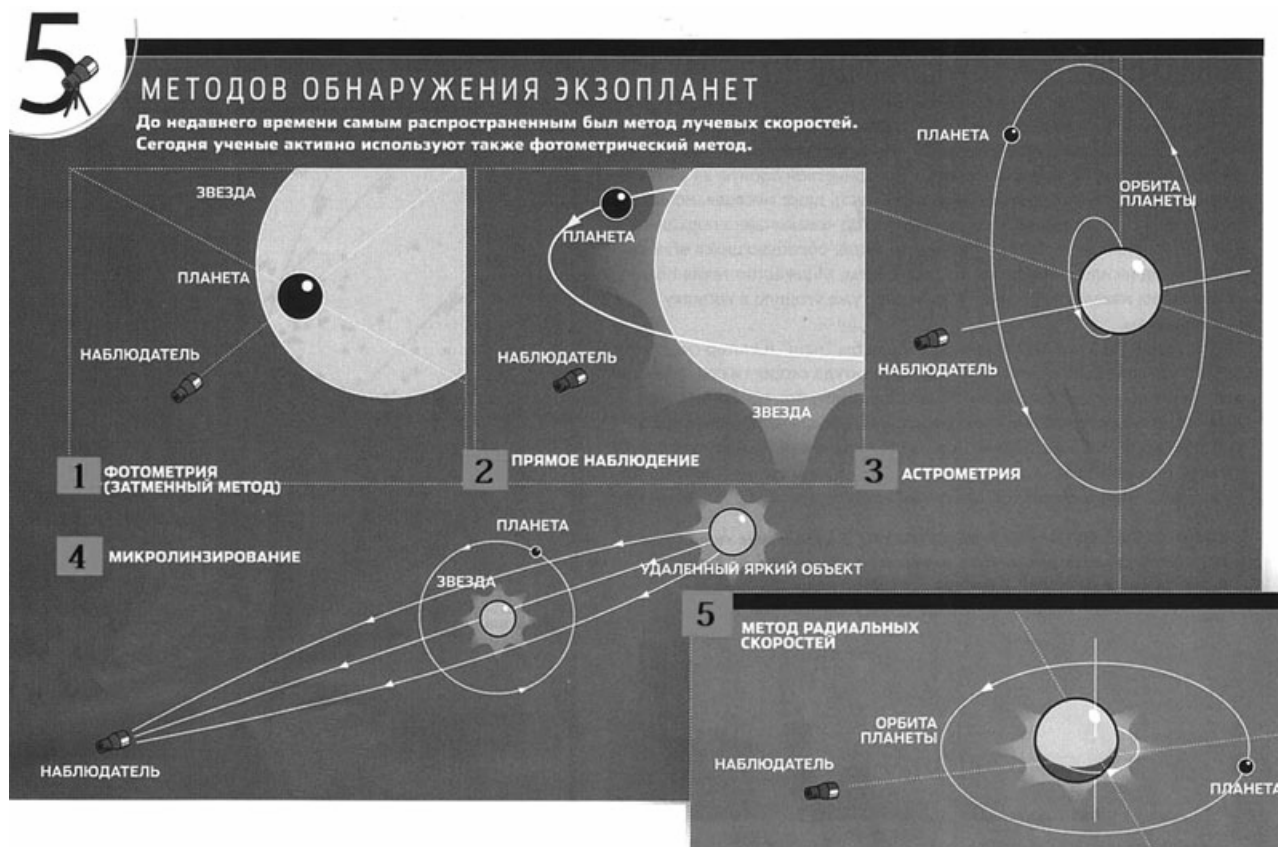 5
МЕТОДОВ ОБНАРУЖЕНИЯ ЭКЗОПЛАНЕТ
До недавнего времени самым распространенным был метод лучевых скоростей.
Сегодня ученые активно используют также фотометрический метод.
ЗВЕЗДА
ПЛАНЕТА
НАБЛЮДАТЕЛЬ
1
ФОТОМЕТРИЯ
(ЗАТМЕННЫЙ МЕТОД)
ПЛАНЕТА
НАБЛЮДАТЕЛЬ
ЗВЕЗДА
2
ПРЯМОЕ НАБЛЮДЕНИЕ
ПЛАНЕТА
ОРБИТА
ПЛАНЕТЫ
НАБЛЮДАТЕЛЬ
3
АСТРОМЕТРИЯ
4
МИКРОЛИНЗИРОВАНИЕ
ПЛАНЕТА
ЗВЕЗДА
УДАЛЕННЫЙ ЯРКИЙ ОБЪЕКТ
НАБЛЮДАТЕЛЬ
5
МЕТОД РАДИАЛЬНЫХ
СКОРОСТЕЙ
ОРБИТА
ПЛАНЕТЫ
НАБЛЮДАТЕЛЬ
ПЛАНЕТА